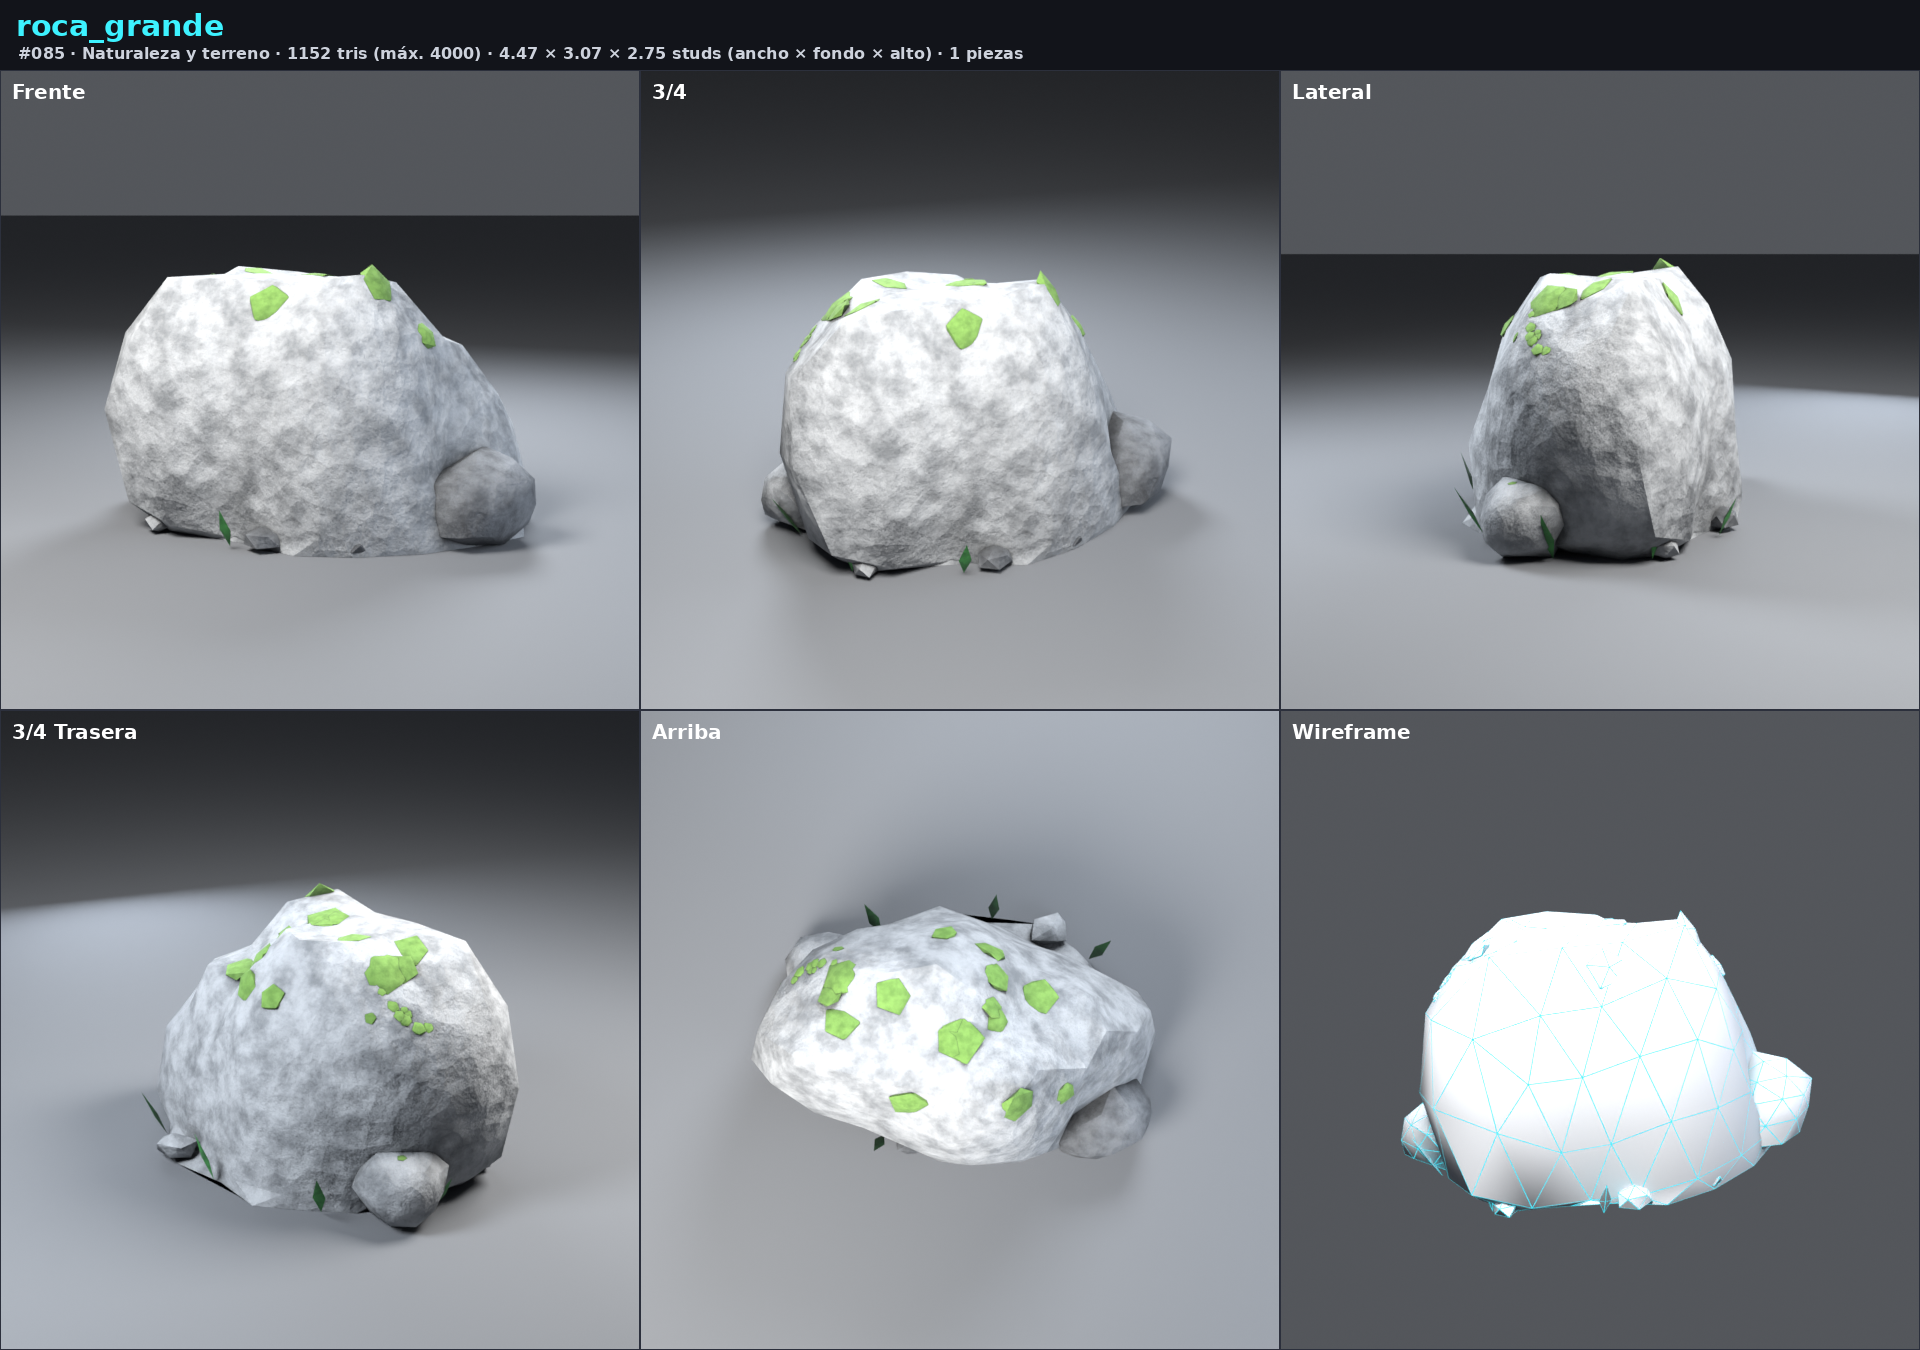 roca_grande
#085 · Naturaleza y terreno · 1152 tris (máx. 4000) · 4.47 × 3.07 × 2.75 studs (ancho × fondo × alto) · 1 piezas
Frente
3/4
Lateral
3/4 Trasera
Arriba
Wireframe